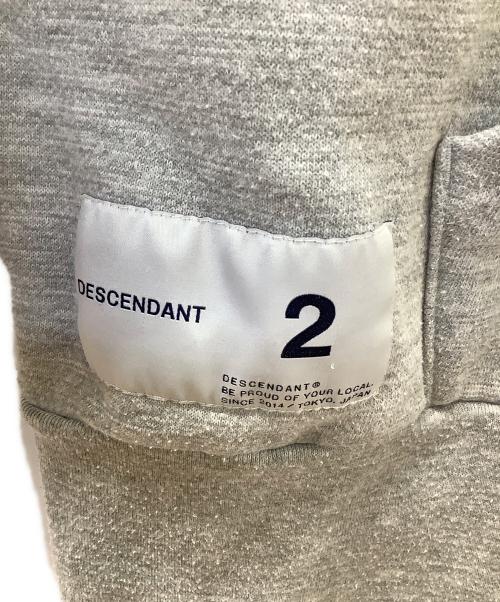 DESCENDANT
2
DESCENDANT®
BE PROUD OF YOUR LOCAL.
SINCE 2014 / TOKYO, JAPAN